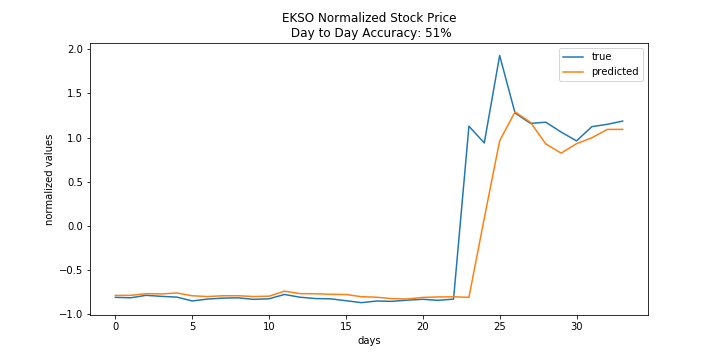 EKSO Normalized Stock Price
Day to Day Accuracy: 51%
true
predicted
normalized values
2.0
1.5
1.0
0.5
0.0
−0.5
−1.0
0 5 10 15 20 25 30
days